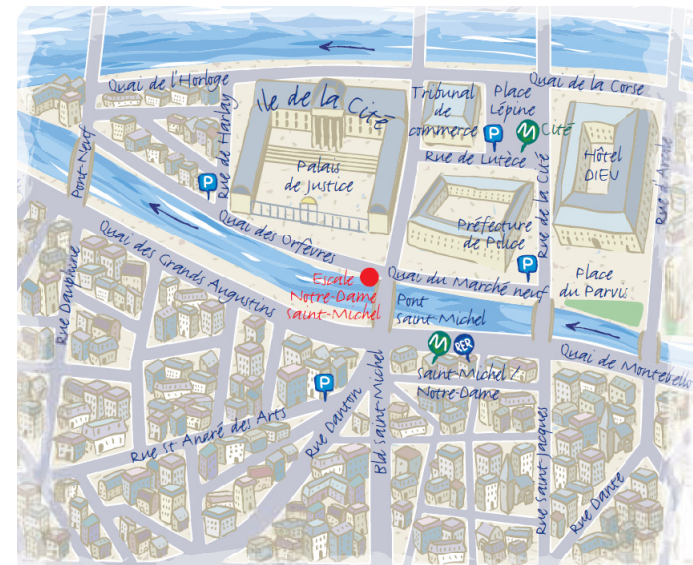 Quai de l'Horloge
Quai de la Corse
Pont-Neuf
Rue de Harlay
Ile de la Cité
Palais
de Justice
Tribunal
de
commerce
Place
Lépine
P
M
Cité
Rue de Lutèce
Rue de la Cité
Hôtel
DIEU
Rue d'Arcole
P
Préfecture
de Police
P
Quai des Orfèvres
Quai du Marché neuf
Place
du Parvis
Quai des Grands Augustins
Escale
Notre-Dame
Saint-Michel
Pont
Saint-Michel
M
RER
Saint-Michel /
Notre-Dame
Quai de Montebello
Rue Dauphine
P
Rue St André des Arts
Rue Danton
Bld Saint-Michel
Rue Saint-Jacques
Rue Dante